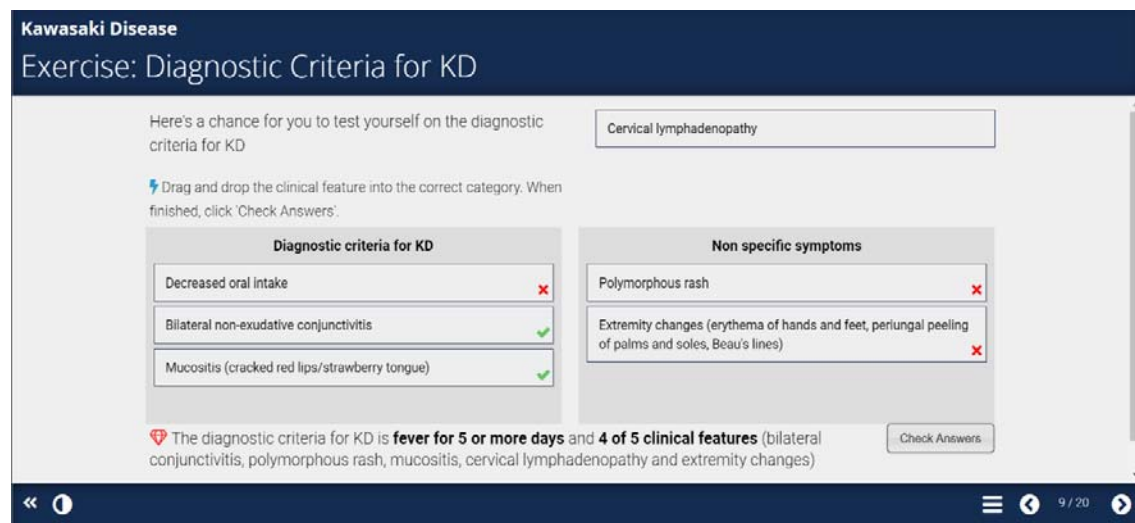 Kawasaki Disease
Exercise: Diagnostic Criteria for KD
Here's a chance for you to test yourself on the diagnostic
criteria for KD
Cervical lymphadenopathy
Drag and drop the clinical feature into the correct category. When
finished, click 'Check Answers'.
Diagnostic criteria for KD
Decreased oral intake
Bilateral non-exudative conjunctivitis
Mucositis (cracked red lips/strawberry tongue)
Non specific symptoms
Polymorphous rash
Extremity changes (erythema of hands and feet, periungal peeling
of palms and soles, Beau's lines)
The diagnostic criteria for KD is fever for 5 or more days and 4 of 5 clinical features (bilateral
conjunctivitis, polymorphous rash, mucositis, cervical lymphadenopathy and extremity changes)
Check Answers
9 / 20